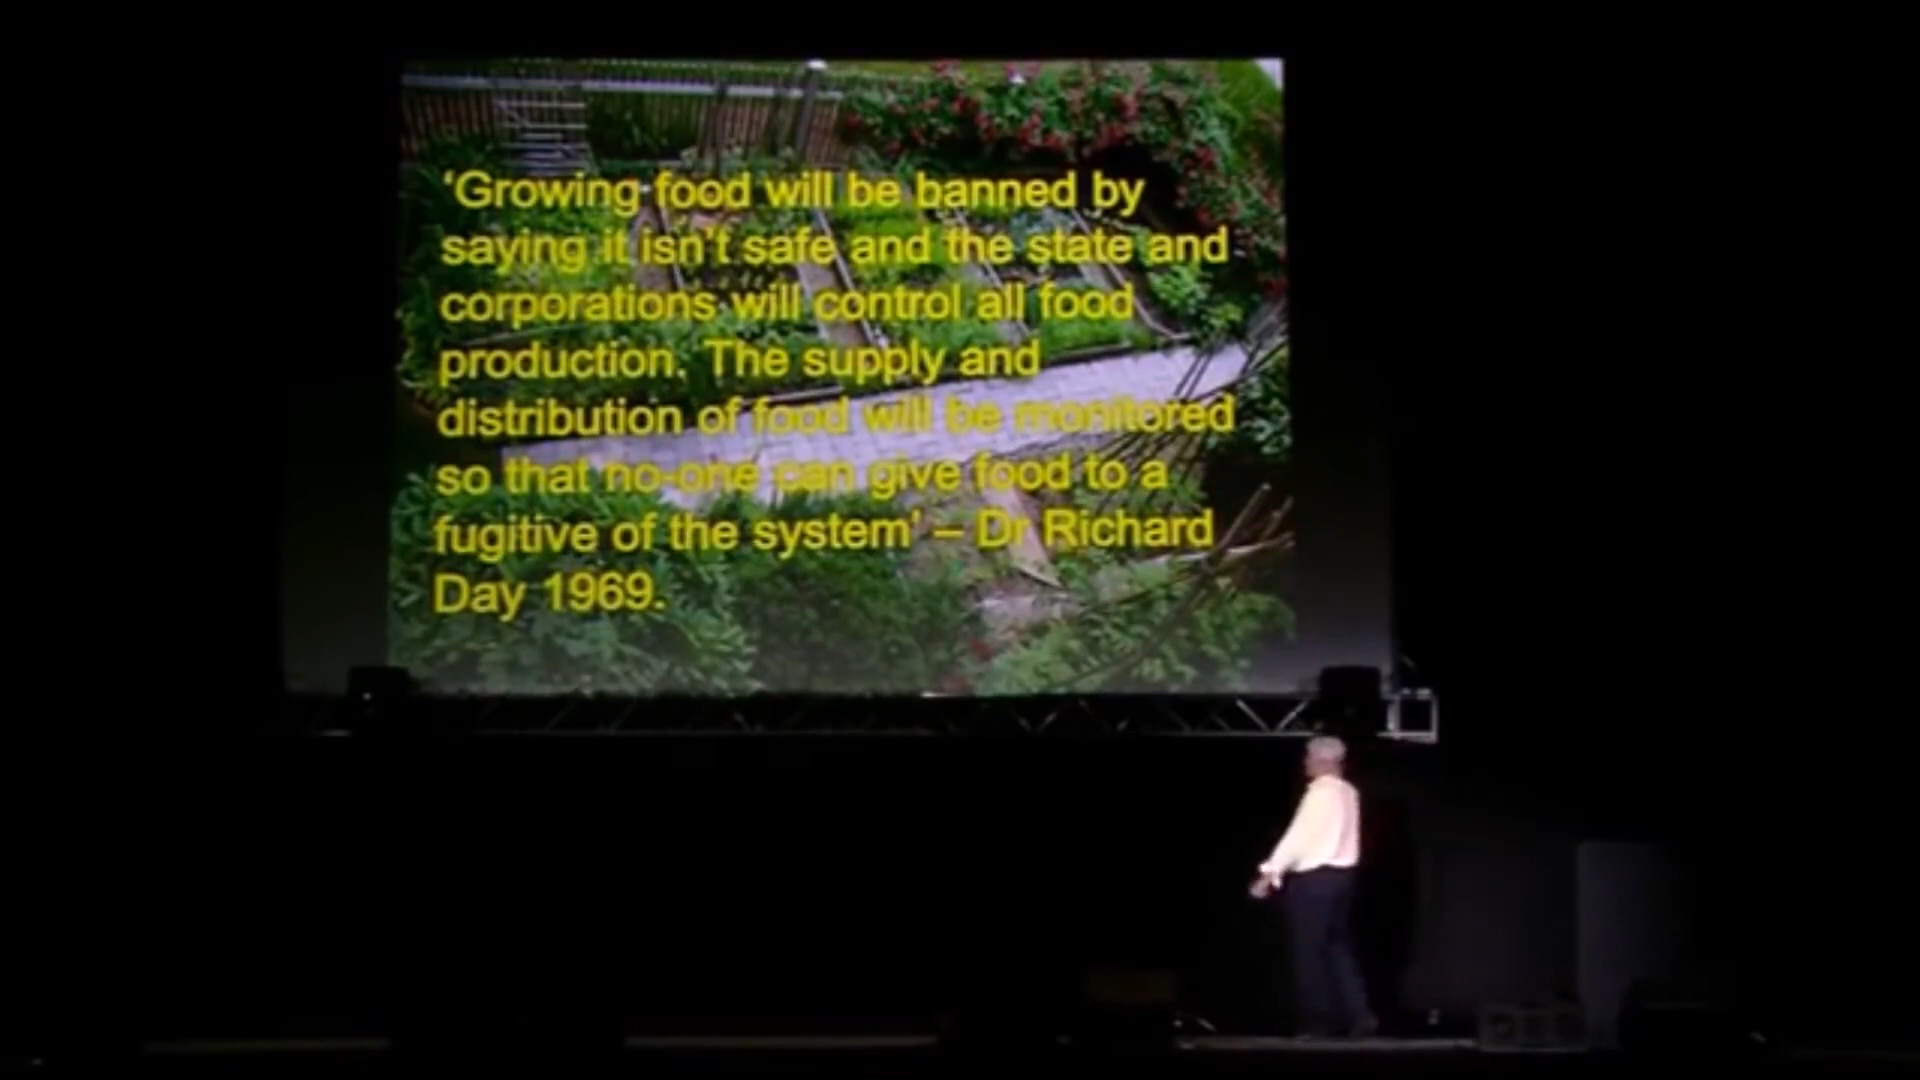 ‘Growing food will be banned by
saying it isn't safe and the state and
corporations will control all food
production. The supply and
distribution of food will be monitored
so that no-one can give food to a
fugitive of the system’ – Dr Richard
Day 1969.